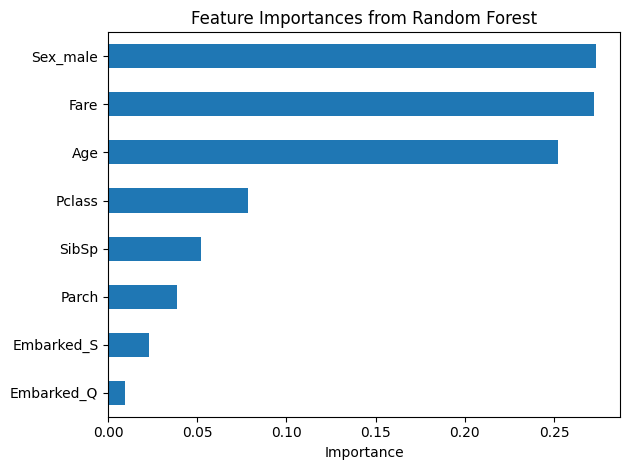 Feature Importances from Random Forest
Sex_male
Fare
Age
Pclass
SibSp
Parch
Embarked_S
Embarked_Q
0.00 0.05 0.10 0.15 0.20 0.25
Importance